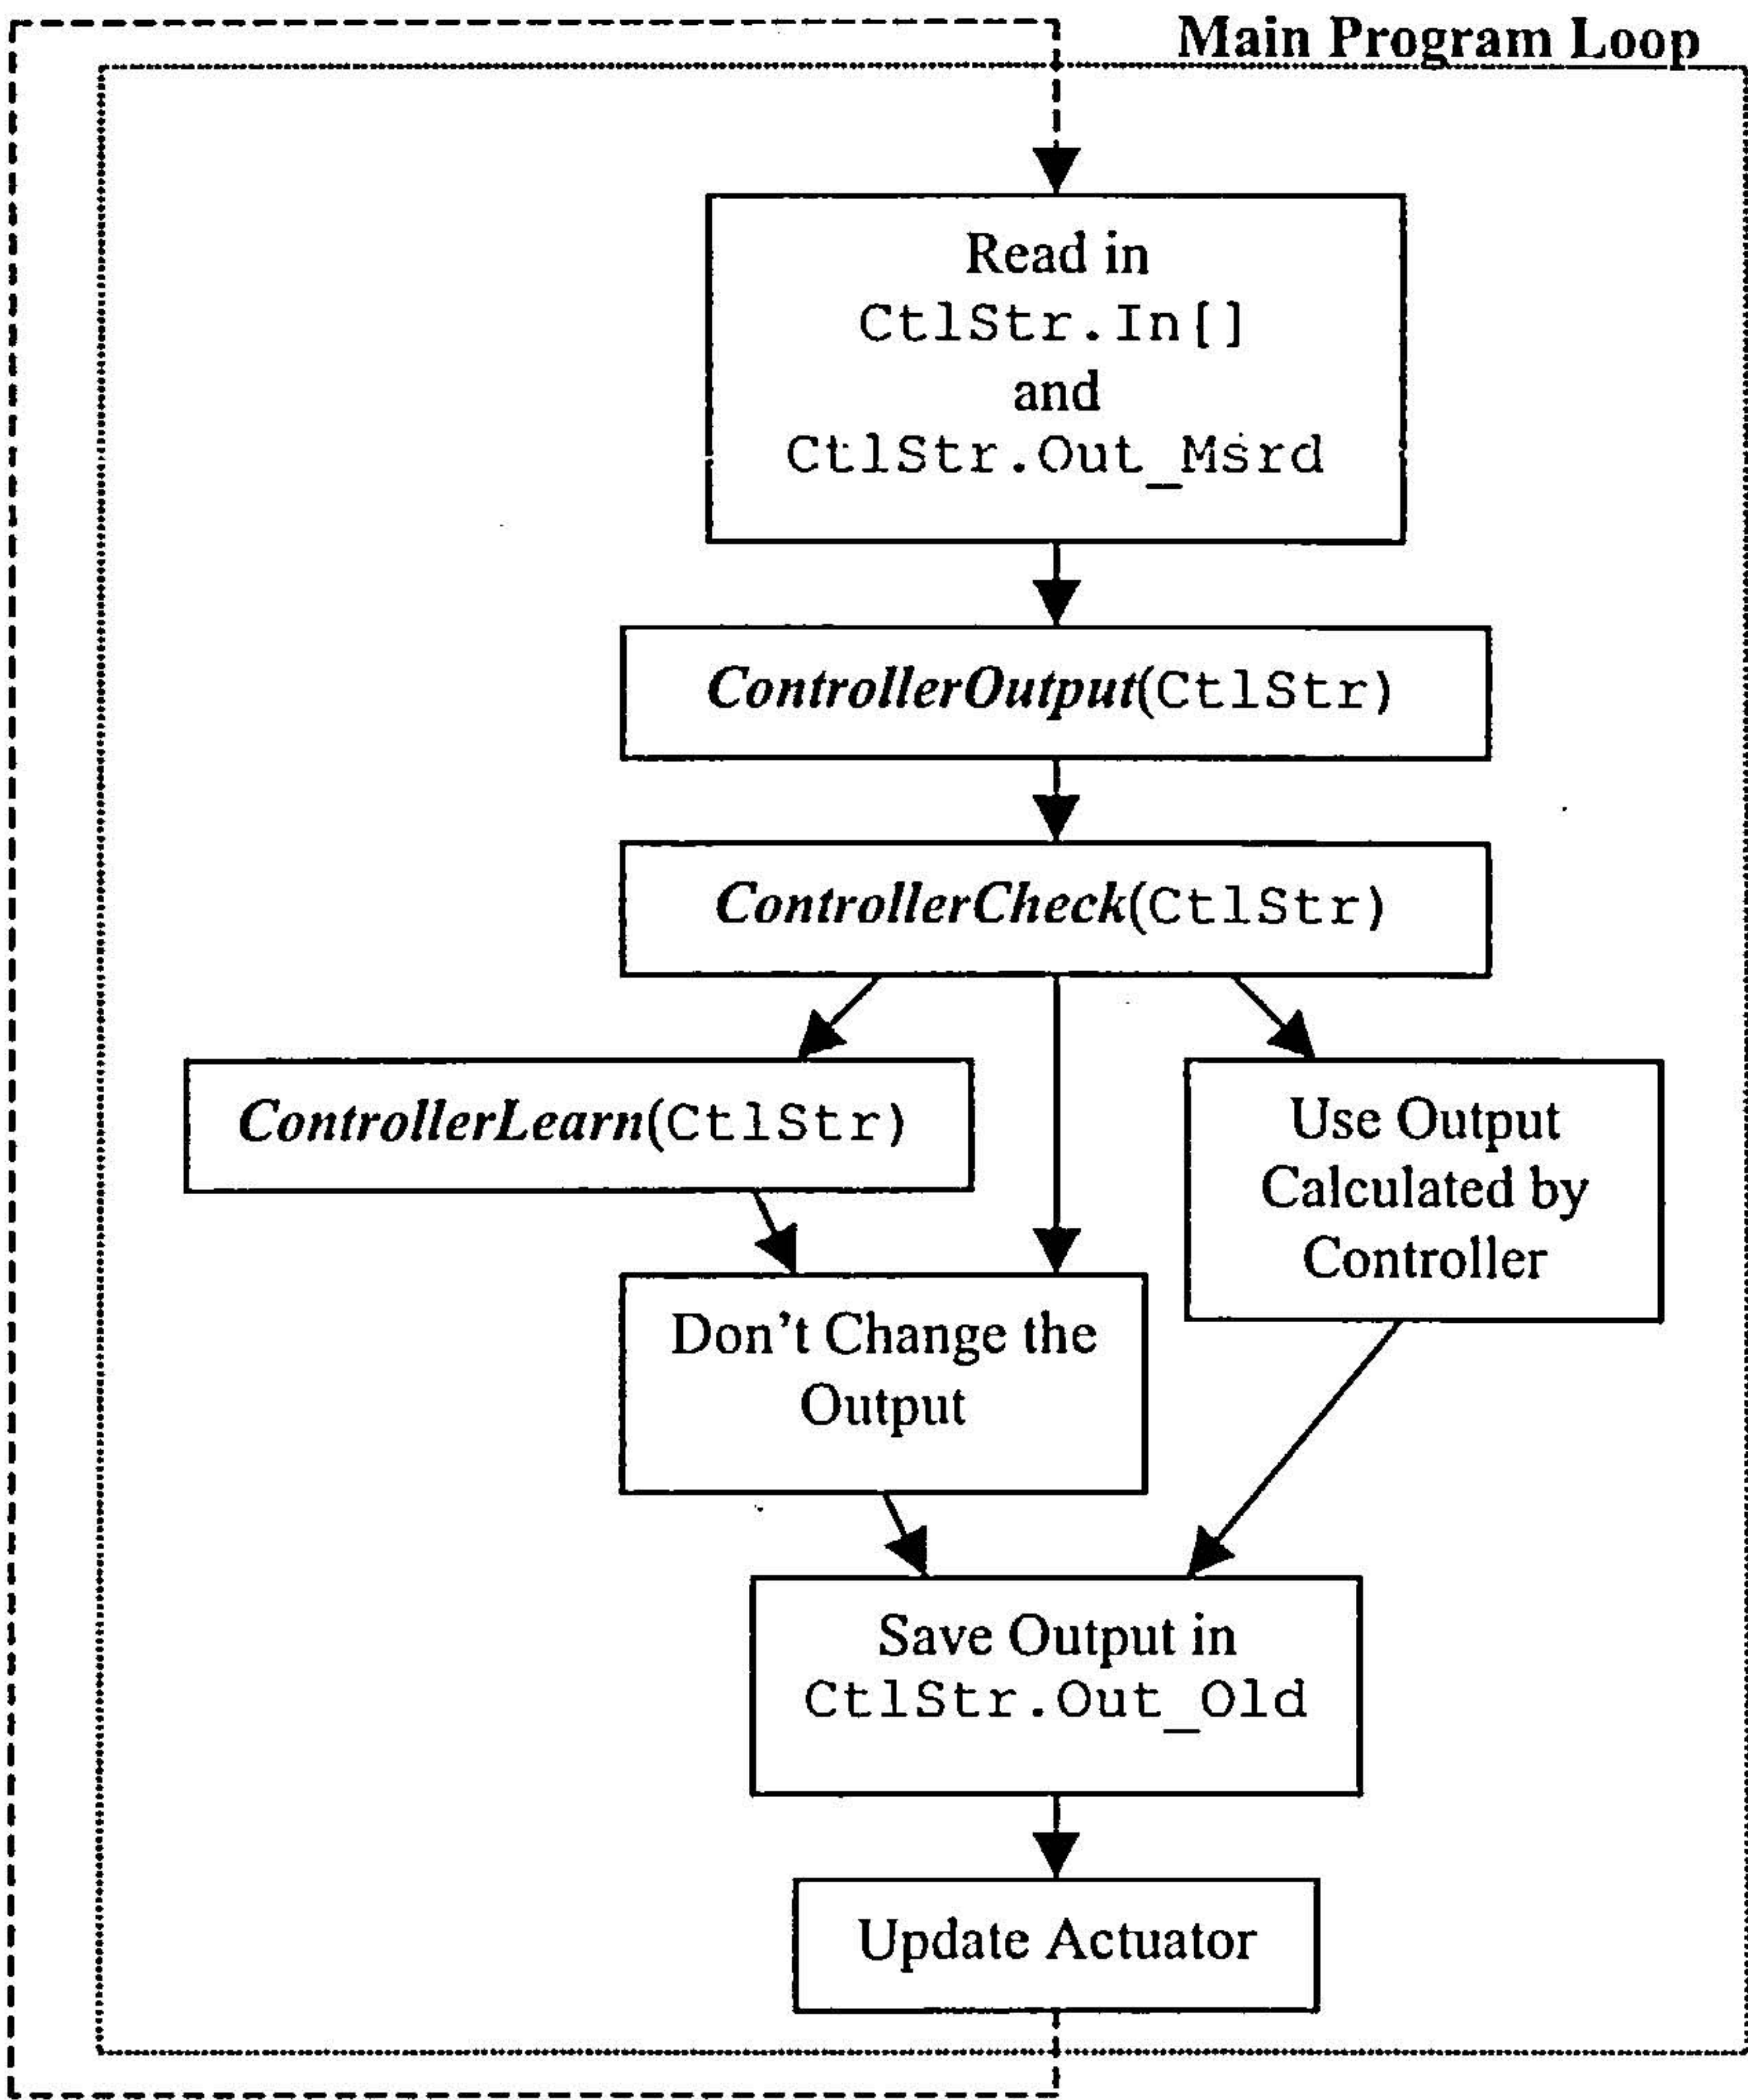 Main Program Loop
Read in
CtlStr.In[]
and
CtlStr.Out_Msrd
ControllerOutput(CtlStr)
ControllerCheck(CtlStr)
ControllerLearn(CtlStr)
Use Output
Calculated by
Controller
Don't Change the
Output
Save Output in
CtlStr.Out_Old
Update Actuator